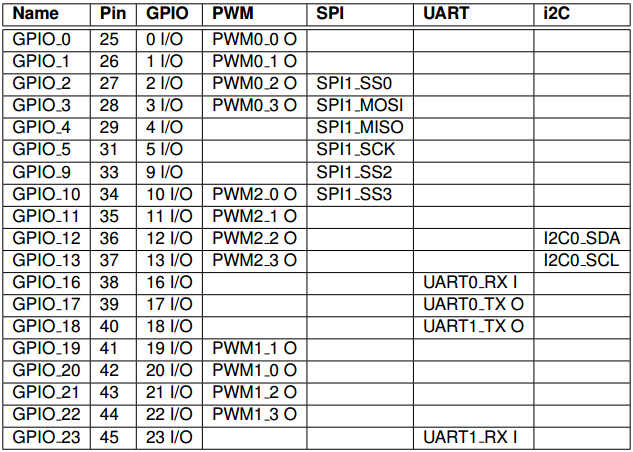 Name Pin GPIO PWM SPI UART i2C
GPIO_0 25 0 I/O PWM0_0 O
GPIO_1 26 1 I/O PWM0_1 O
GPIO_2 27 2 I/O PWM0_2 O SPI1_SS0
GPIO_3 28 3 I/O PWM0_3 O SPI1_MOSI
GPIO_4 29 4 I/O SPI1_MISO
GPIO_5 31 5 I/O SPI1_SCK
GPIO_9 33 9 I/O SPI1_SS2
GPIO_10 34 10 I/O PWM2_0 O SPI1_SS3
GPIO_11 35 11 I/O PWM2_1 O
GPIO_12 36 12 I/O PWM2_2 O I2C0_SDA
GPIO_13 37 13 I/O PWM2_3 O I2C0_SCL
GPIO_16 38 16 I/O UART0_RX I
GPIO_17 39 17 I/O UART0_TX O
GPIO_18 40 18 I/O UART1_TX O
GPIO_19 41 19 I/O PWM1_1 O
GPIO_20 42 20 I/O PWM1_0 O
GPIO_21 43 21 I/O PWM1_2 O
GPIO_22 44 22 I/O PWM1_3 O
GPIO_23 45 23 I/O UART1_RX I